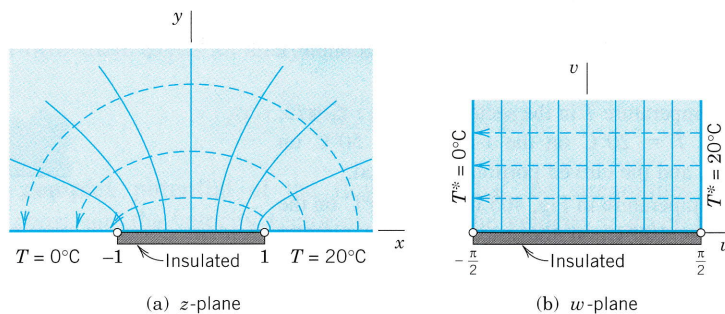 y
x
T = 0°C −1 Insulated 1 T = 20°C
(a) z-plane
v
T* = 0°C
T* = 20°C
u
−π/2 Insulated π/2
(b) w-plane